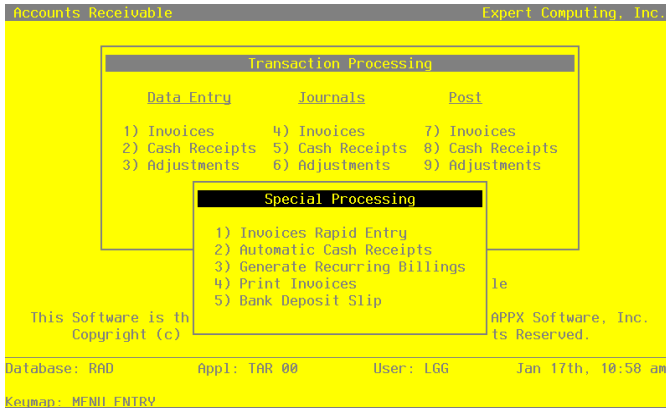 Accounts Receivable Expert Computing, Inc.
Transaction Processing
Data Entry Journals Post
1) Invoices 4) Invoices 7) Invoices
2) Cash Receipts 5) Cash Receipts 8) Cash Receipts
3) Adjustments 6) Adjustments 9) Adjustments
Special Processing
1) Invoices Rapid Entry
2) Automatic Cash Receipts
3) Generate Recurring Billings
4) Print Invoices le
5) Bank Deposit Slip
This Software is th APPX Software, Inc.
Copyright (c) ts Reserved.
Database: RAD Appl: TAR 00 User: LGG Jan 17th, 10:58 am
Keymap: MENU ENTRY